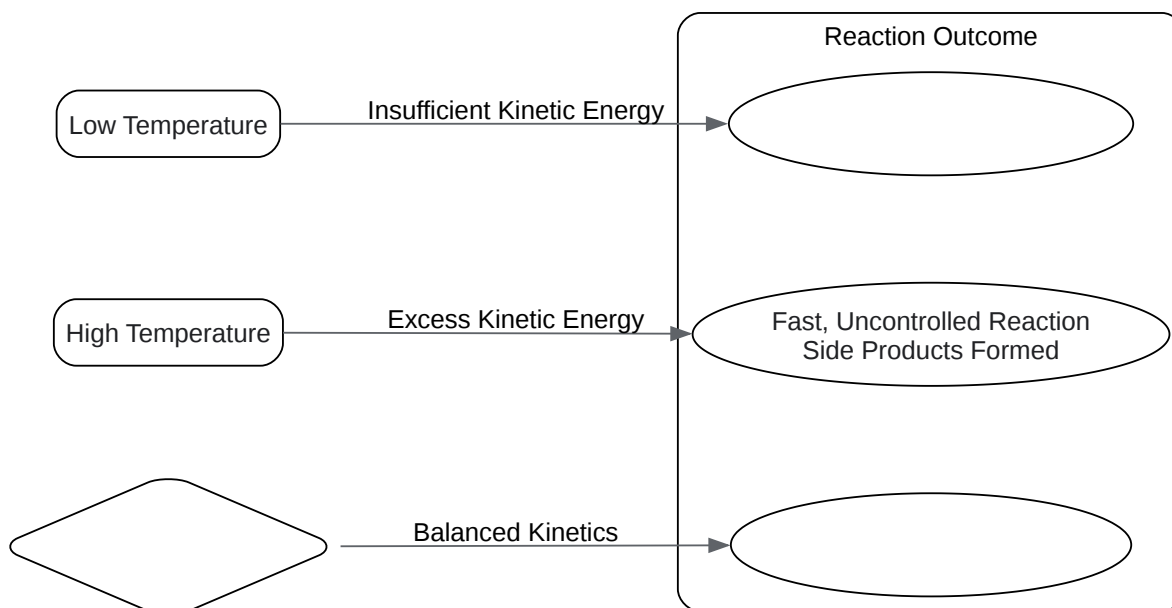 Reaction Outcome
Low Temperature
Insufficient Kinetic Energy
High Temperature
Excess Kinetic Energy
Fast, Uncontrolled Reaction
Side Products Formed
Balanced Kinetics